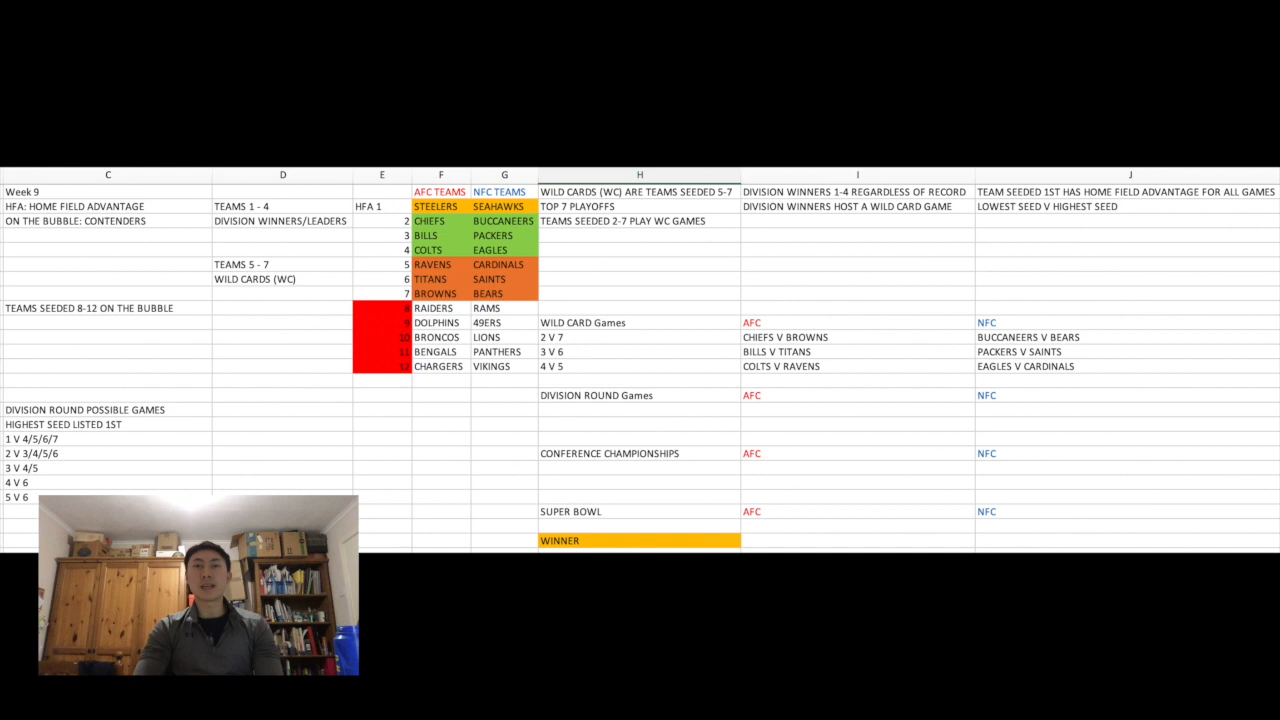 C D E F G H I J
Week 9 AFC TEAMS NFC TEAMS WILD CARDS (WC) ARE TEAMS SEEDED 5-7 DIVISION WINNERS 1-4 REGARDLESS OF RECORD TEAM SEEDED 1ST HAS HOME FIELD ADVANTAGE FOR ALL GAMES
HFA: HOME FIELD ADVANTAGE TEAMS 1 - 4 HFA 1 STEELERS SEAHAWKS TOP 7 PLAYOFFS DIVISION WINNERS HOST A WILD CARD GAME LOWEST SEED V HIGHEST SEED
ON THE BUBBLE: CONTENDERS DIVISION WINNERS/LEADERS 2 CHIEFS BUCCANEERS TEAMS SEEDED 2-7 PLAY WC GAMES
3 BILLS PACKERS
4 COLTS EAGLES
TEAMS 5 - 7 5 RAVENS CARDINALS
WILD CARDS (WC) 6 TITANS SAINTS
7 BROWNS BEARS
TEAMS SEEDED 8-12 ON THE BUBBLE 8 RAIDERS RAMS
9 DOLPHINS 49ERS WILD CARD Games AFC NFC
10 BRONCOS LIONS 2 V 7 CHIEFS V BROWNS BUCCANEERS V BEARS
11 BENGALS PANTHERS 3 V 6 BILLS V TITANS PACKERS V SAINTS
12 CHARGERS VIKINGS 4 V 5 COLTS V RAVENS EAGLES V CARDINALS
DIVISION ROUND Games AFC NFC
DIVISION ROUND POSSIBLE GAMES
HIGHEST SEED LISTED 1ST
1 V 4/5/6/7
2 V 3/4/5/6 CONFERENCE CHAMPIONSHIPS AFC NFC
3 V 4/5
4 V 6
5 V 6
SUPER BOWL AFC NFC
WINNER